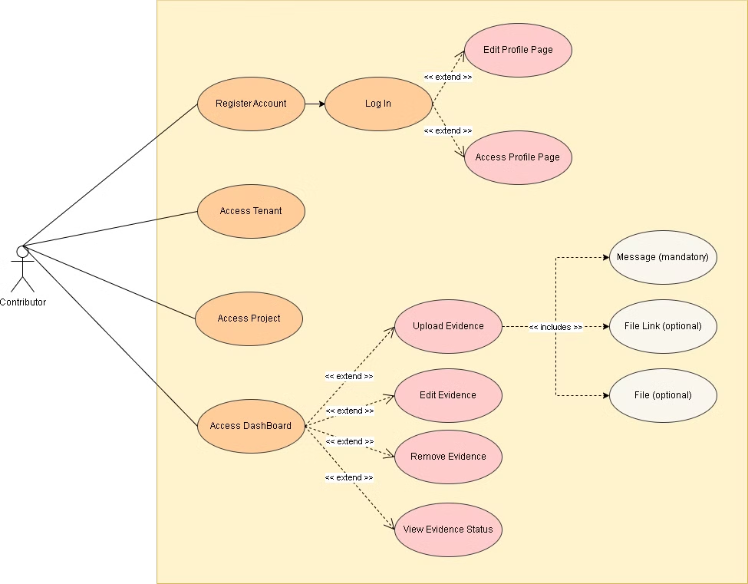 Edit Profile Page
<< extend >>
Register Account
Log In
<< extend >>
Access Profile Page
Access Tenant
Message (mandatory)
Contributor
Access Project
Upload Evidence
<< includes >>
File Link (optional)
<< extend >>
Edit Evidence
File (optional)
<< extend >>
Access DashBoard
<< extend >>
Remove Evidence
<< extend >>
View Evidence Status